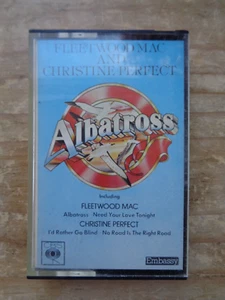 FLEETWOOD MAC
AND
CHRISTINE PERFECT
Albatross
Including
FLEETWOOD MAC
Albatross Need Your Love Tonight
CHRISTINE PERFECT
I'd Rather Go Blind No Road Is The Right Road
CBS
Embassy